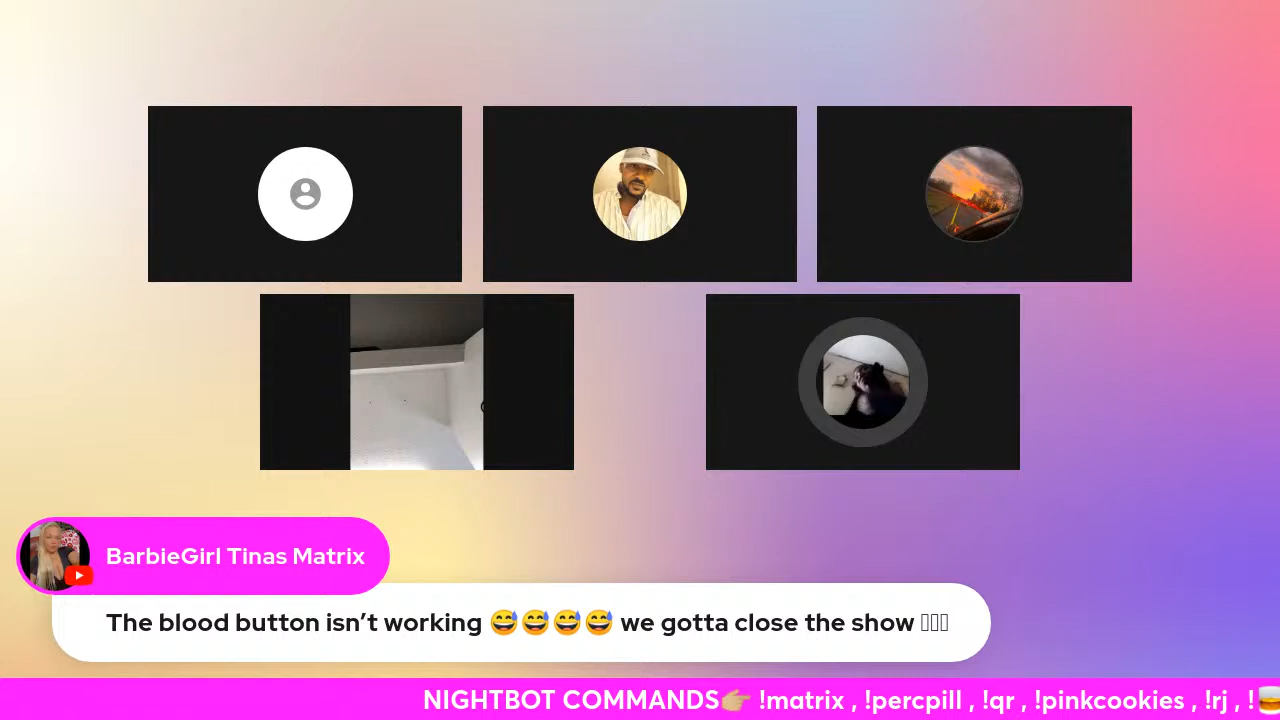 BarbieGirl Tinas Matrix
The blood button isn’t working 😅😅😅😅 we gotta close the show
NIGHTBOT COMMANDS👉🏼 !matrix , !percpill , !qr , !pinkcookies , !rj , !🥃